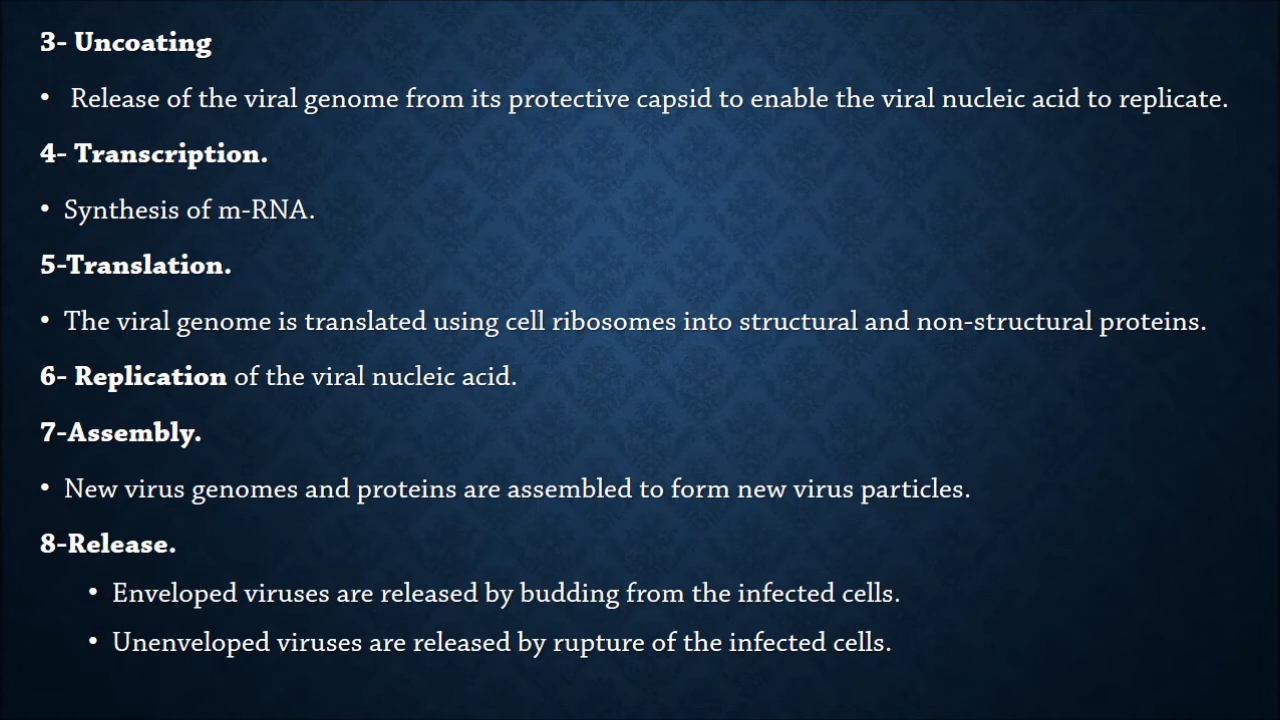 3- Uncoating
• Release of the viral genome from its protective capsid to enable the viral nucleic acid to replicate.
4- Transcription.
• Synthesis of m-RNA.
5-Translation.
• The viral genome is translated using cell ribosomes into structural and non-structural proteins.
6- Replication of the viral nucleic acid.
7-Assembly.
• New virus genomes and proteins are assembled to form new virus particles.
8-Release.
• Enveloped viruses are released by budding from the infected cells.
• Unenveloped viruses are released by rupture of the infected cells.